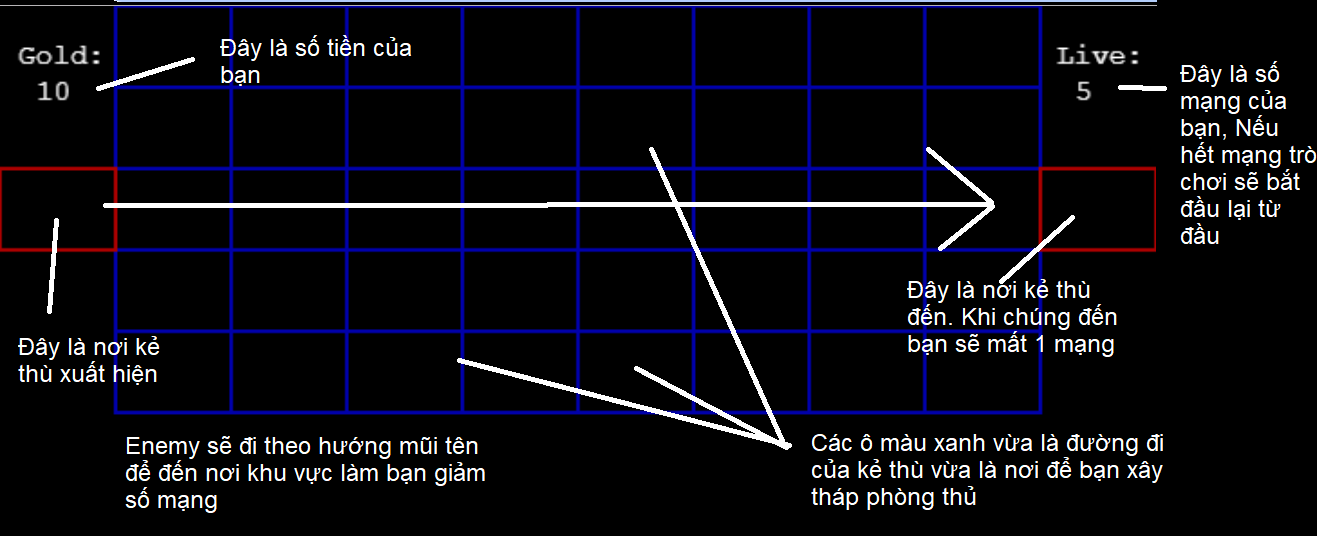 Gold:
10
Đây là số tiền của
bạn
Live:
5
Đây là số
mạng của
bạn, Nếu
hết mạng trò
chơi sẽ bắt
đầu lại từ
đầu
Đây là nơi kẻ
thù xuất hiện
Đây là nơi kẻ thù
đến. Khi chúng đến
bạn sẽ mất 1 mạng
Enemy sẽ đi theo hướng mũi tên
để đến nơi khu vực làm bạn giảm
số mạng
Các ô màu xanh vừa là đường đi
của kẻ thù vừa là nơi để bạn xây
tháp phòng thủ